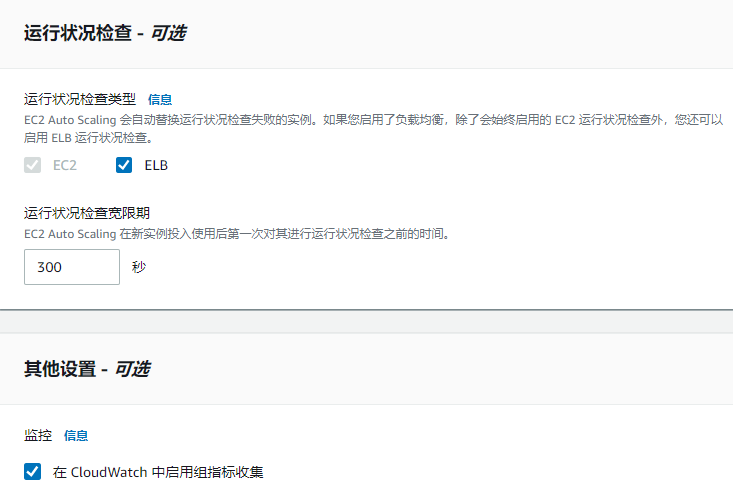 运行状况检查 - 可选
运行状况检查类型 信息
EC2 Auto Scaling 会自动替换运行状况检查失败的实例。如果您启用了负载均衡，除了会始终启用的 EC2 运行状况检查外，您还可以
启用 ELB 运行状况检查。
EC2 ELB
运行状况检查宽限期
EC2 Auto Scaling 在新实例投入使用后第一次对其进行运行状况检查之前的时间。
300 秒
其他设置 - 可选
监控 信息
在 CloudWatch 中启用组指标收集